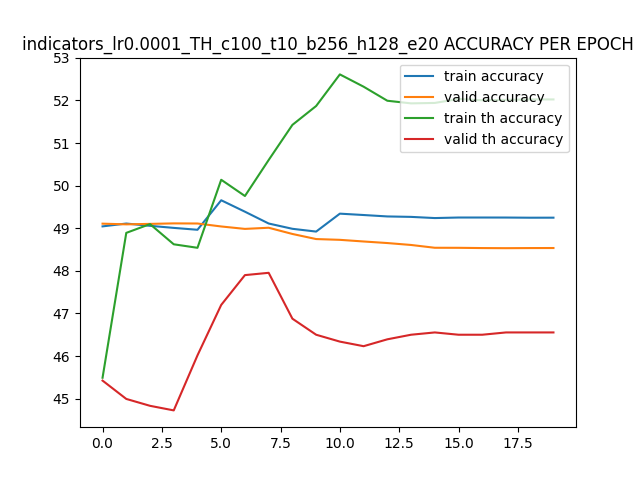 indicators_lr0.0001_TH_c100_t10_b256_h128_e20 ACCURACY PER EPOCH
53
52
51
50
49
48
47
46
45
train accuracy
valid accuracy
train th accuracy
valid th accuracy
0.0 2.5 5.0 7.5 10.0 12.5 15.0 17.5